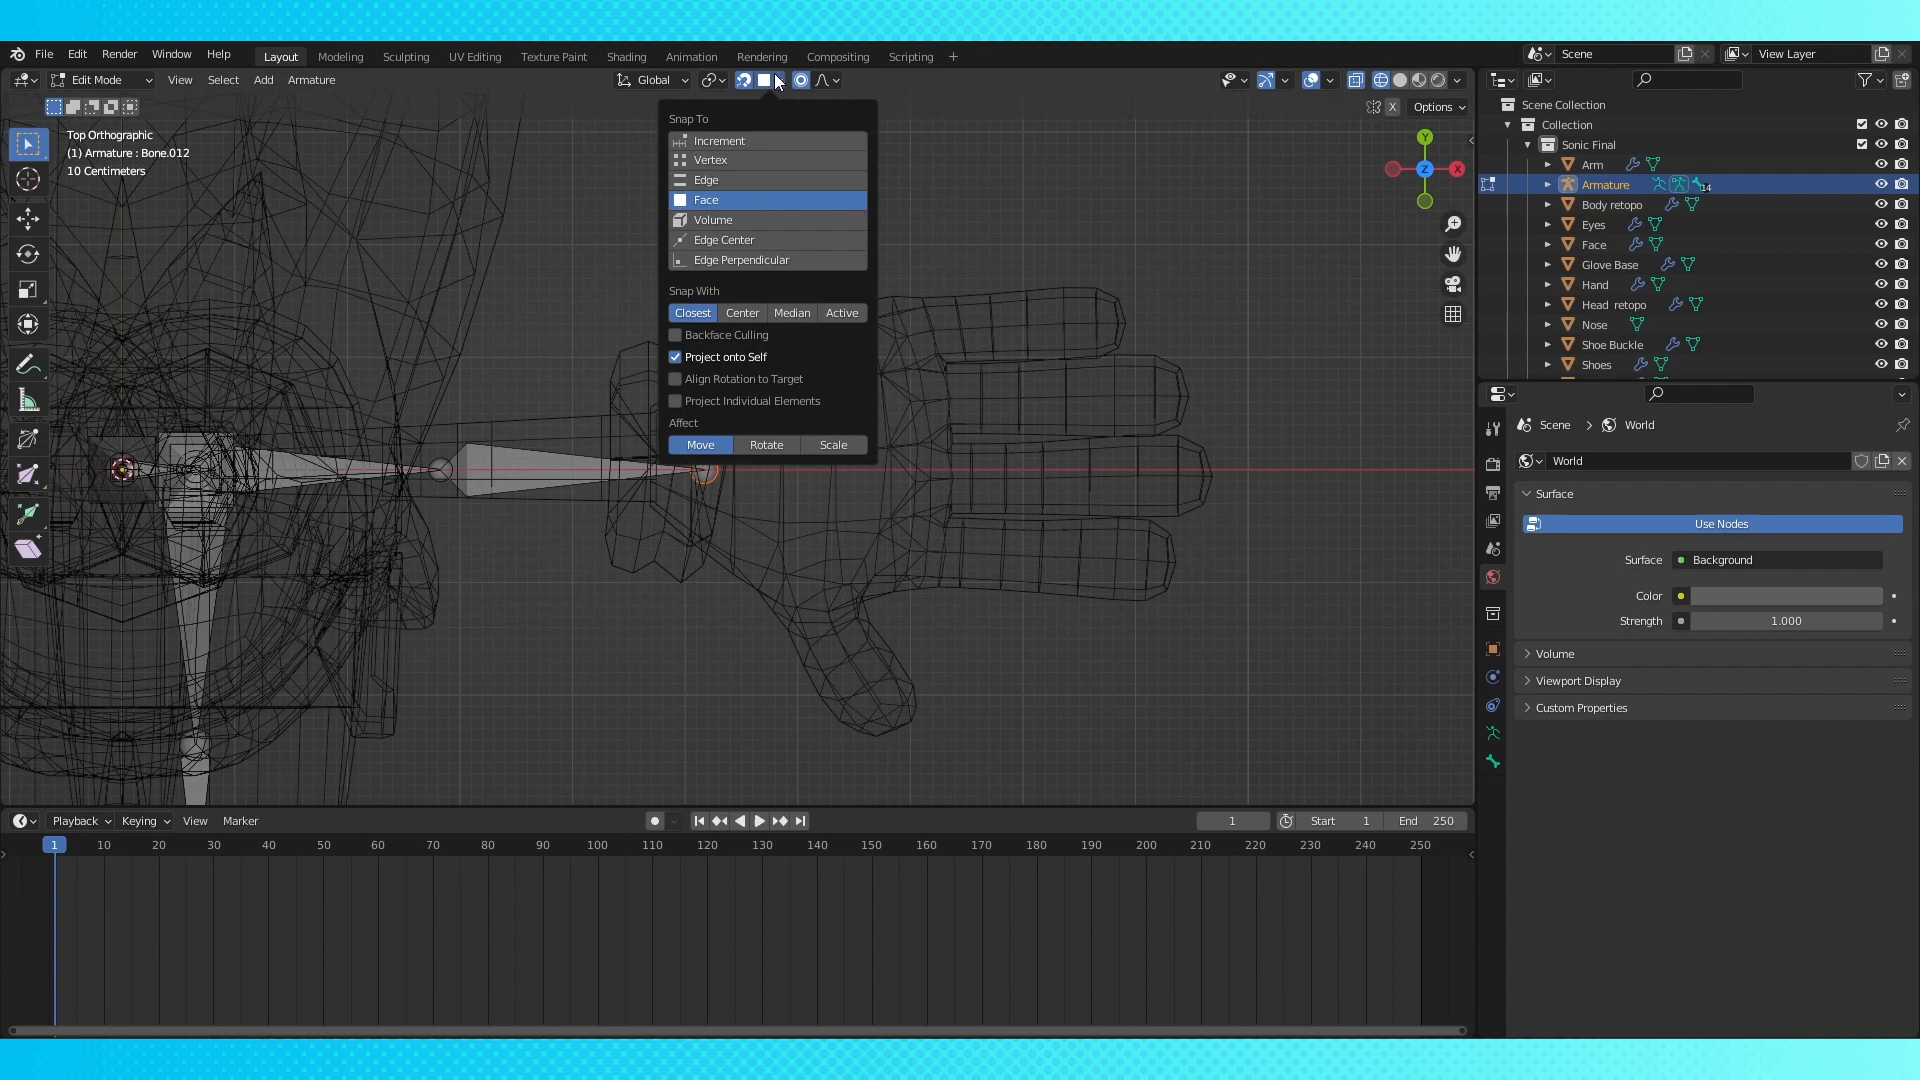 File Edit Render Window Help Layout Modeling Sculpting UV Editing Texture Paint Shading Animation Rendering Compositing Scripting + Scene View Layer
Edit Mode View Select Add Armature Global
X Options
Top Orthographic
(1) Armature : Bone.012
10 Centimeters
Snap To
Increment
Vertex
Edge
Face
Volume
Edge Center
Edge Perpendicular
Snap With
Closest Center Median Active
Backface Culling
Project onto Self
Align Rotation to Target
Project Individual Elements
Affect
Move Rotate Scale
Y
X
Z
Scene Collection
Collection
Sonic Final
Arm
Armature 14
Body retopo
Eyes
Face
Glove Base
Hand
Head retopo
Nose
Shoe Buckle
Shoes
Scene > World
World
Surface
Use Nodes
Surface Background
Color
Strength 1.000
Volume
Viewport Display
Custom Properties
Playback Keying View Marker 1 Start 1 End 250
1 10 20 30 40 50 60 70 80 90 100 110 120 130 140 150 160 170 180 190 200 210 220 230 240 250